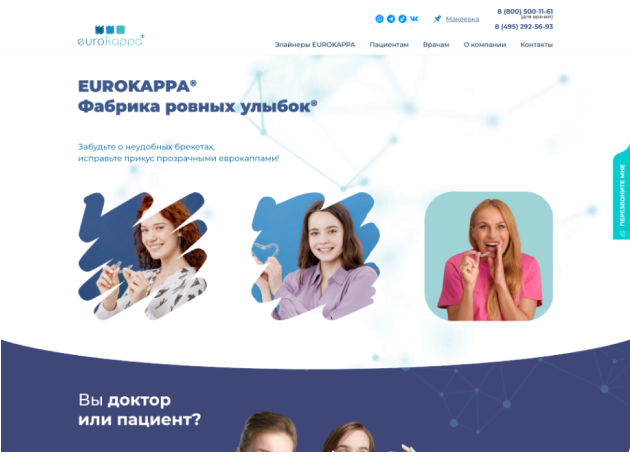 8 (800) 500-11-61
(для врачей)
Макеевка
8 (495) 292-56-93
eurokappa®
Элайнеры EUROKAPPA
Пациентам
Врачам
О компании
Контакты
EUROKAPPA®
Фабрика ровных улыбок®
Забудьте о неудобных брекетах,
исправьте прикус прозрачными еврокаппами!
ПЕРЕЗВОНИТЕ МНЕ
Вы доктор
или пациент?